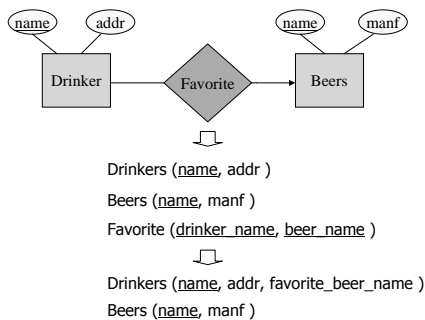 name addr name manf
Drinker Favorite Beers
Drinkers (name, addr )
Beers (name, manf )
Favorite (drinker_name, beer_name )
Drinkers (name, addr, favorite_beer_name )
Beers (name, manf )